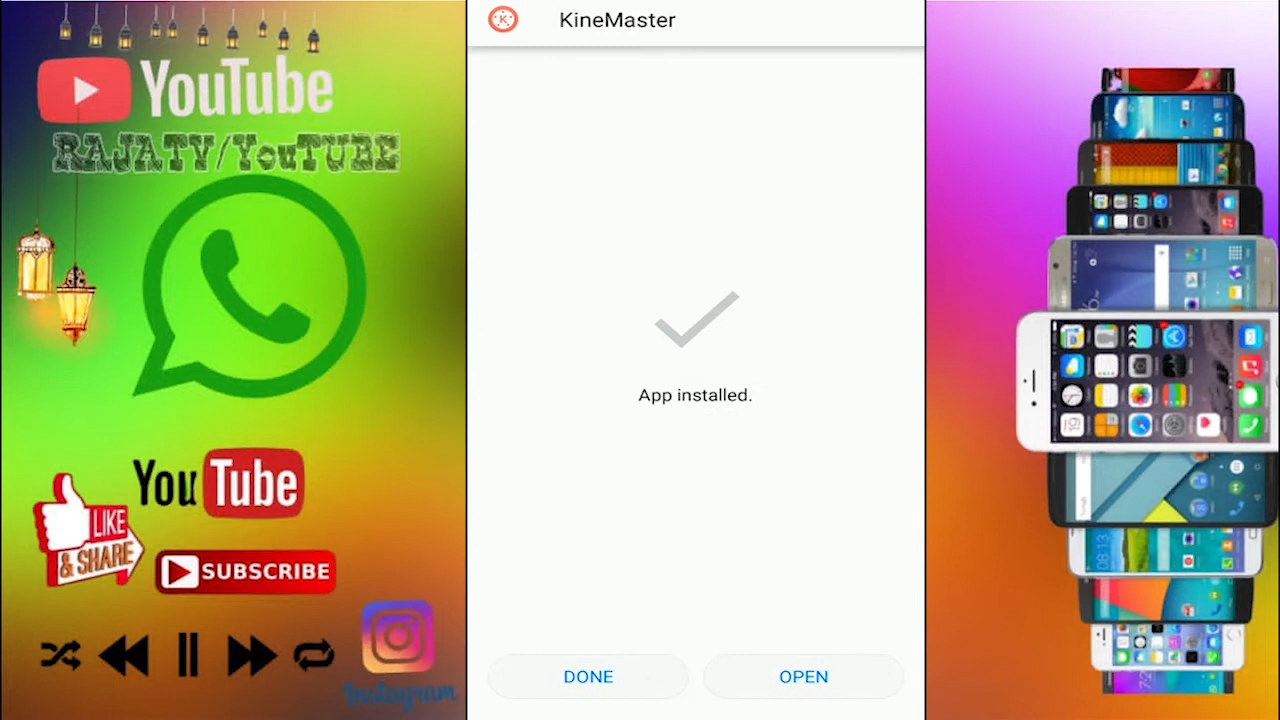 YouTube
RAJATV/YouTUBE
YouTube
LIKE
& SHARE
SUBSCRIBE
Instagram
KineMaster
App installed.
DONE
OPEN